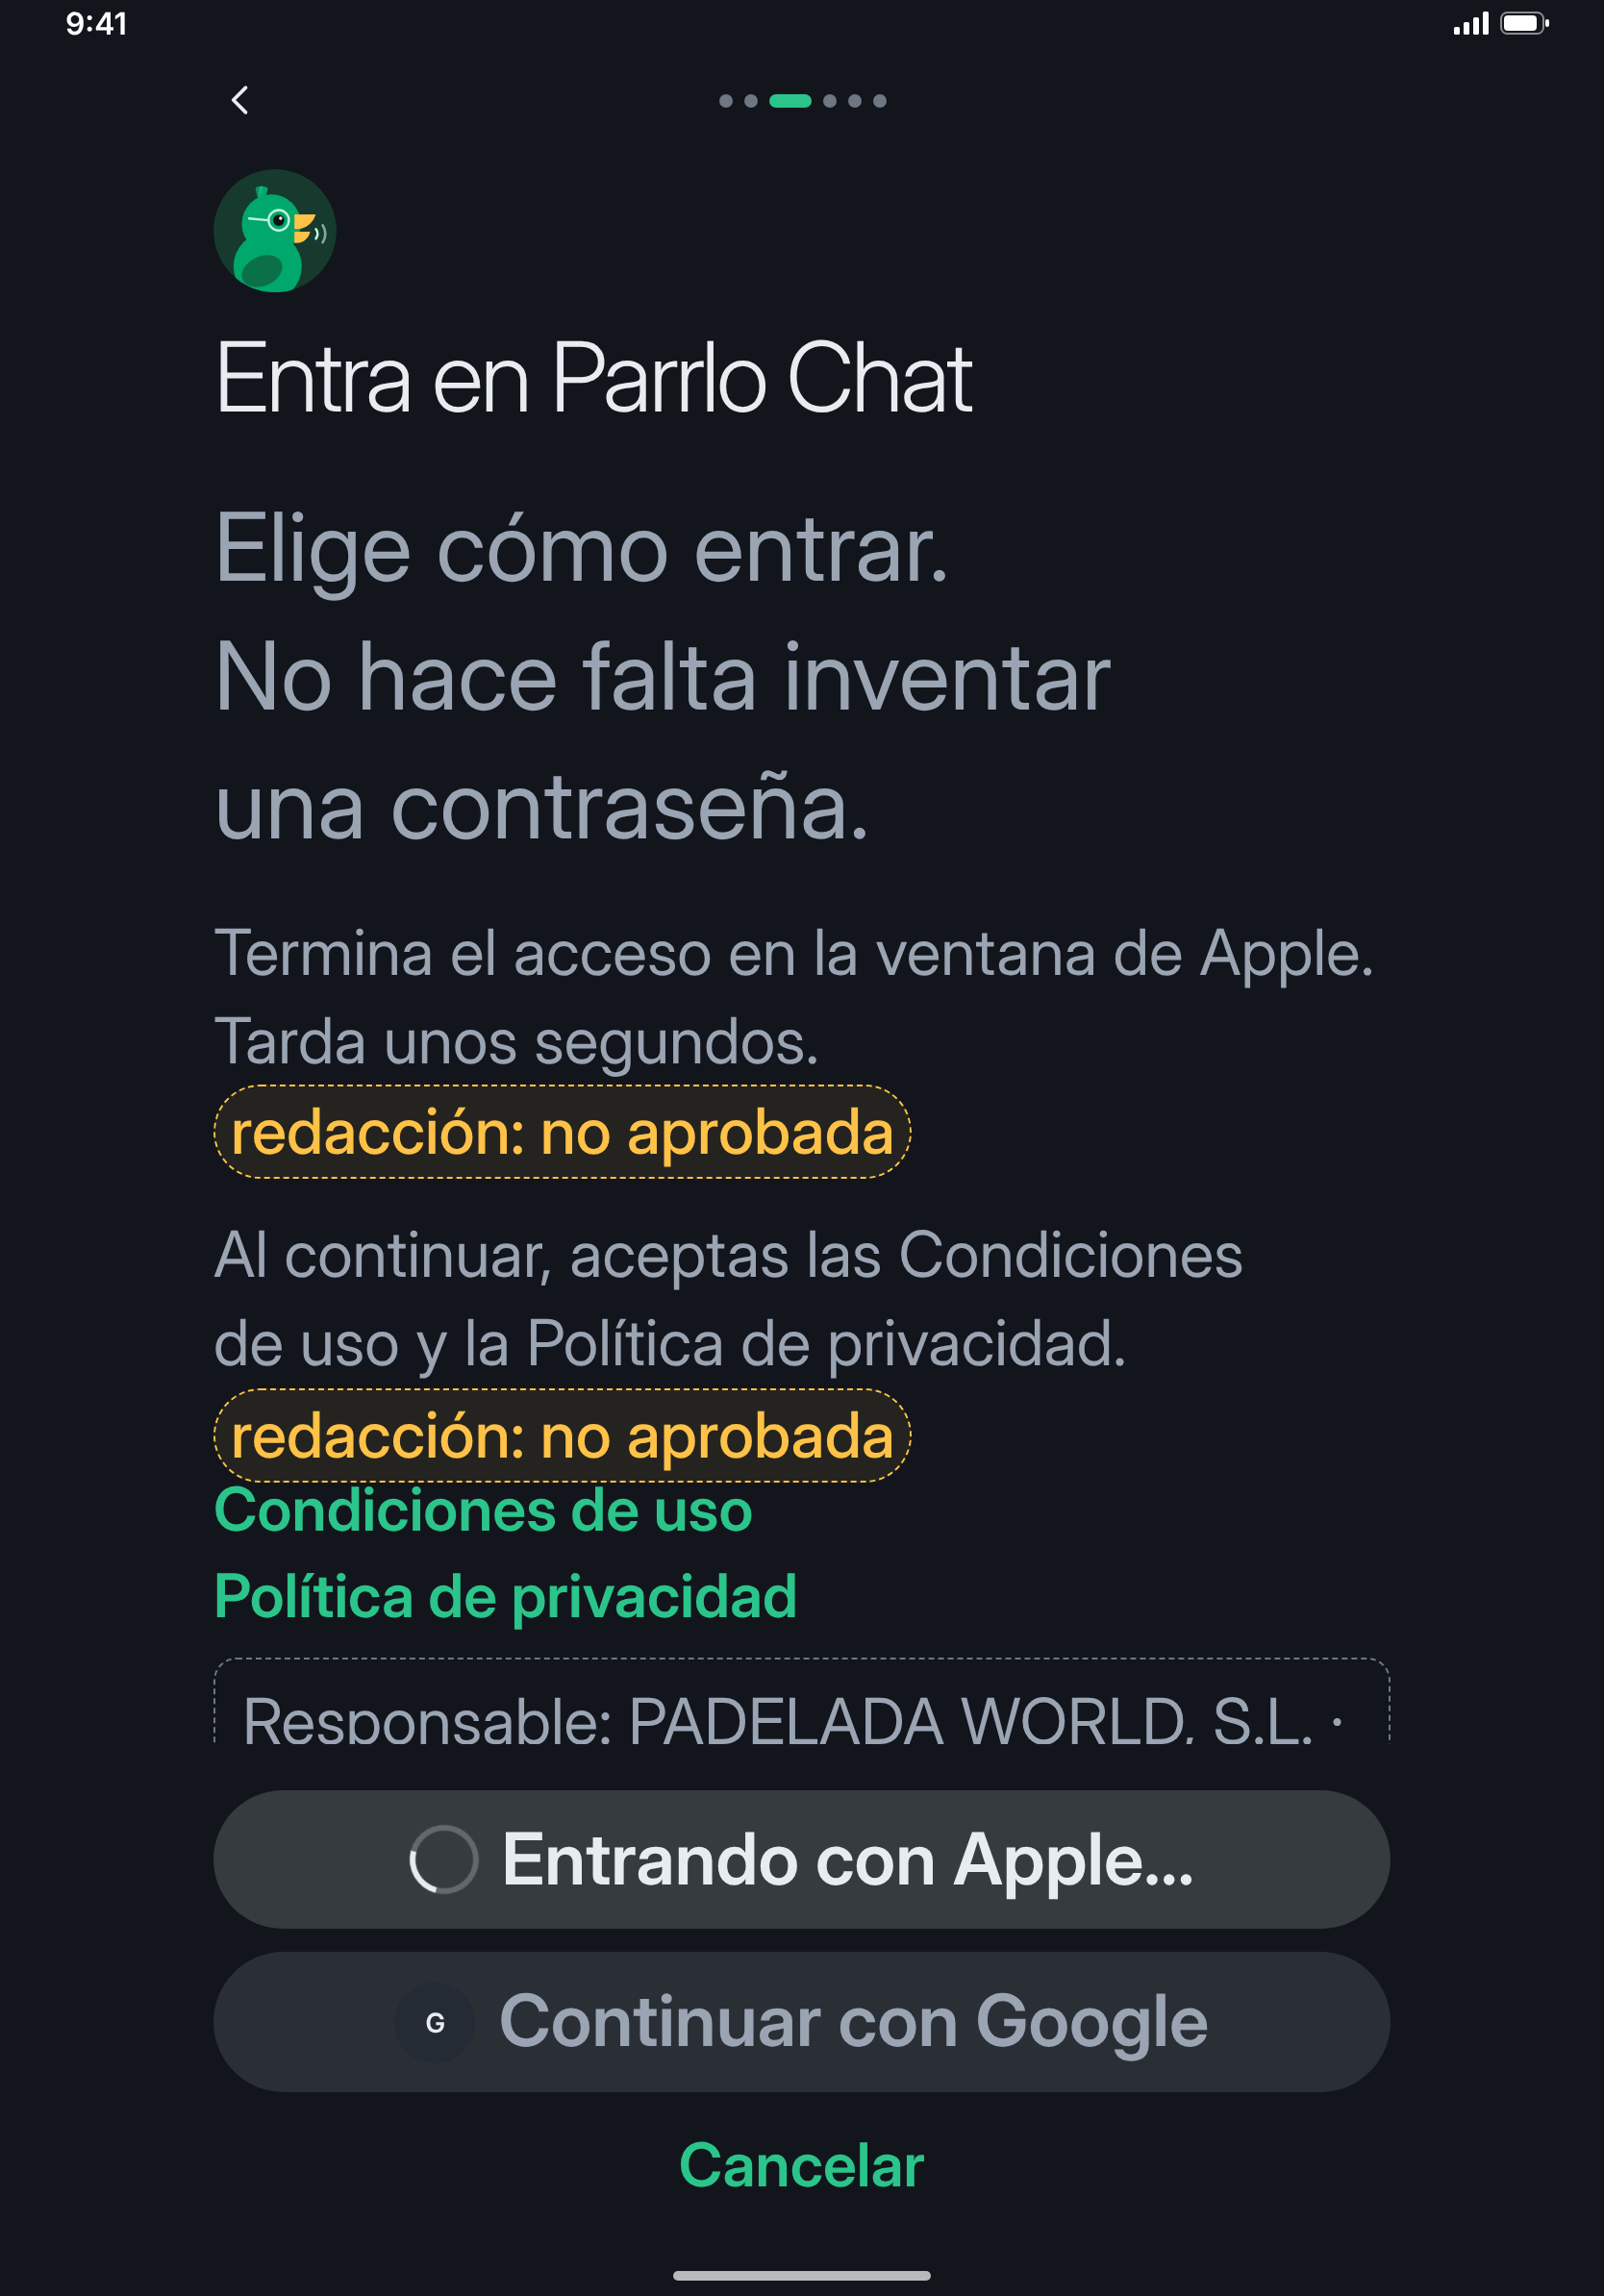 9:41
Entra en Parrlo Chat
Elige cómo entrar.
No hace falta inventar
una contraseña.
Termina el acceso en la ventana de Apple.
Tarda unos segundos.
redacción: no aprobada
Al continuar, aceptas las Condiciones
de uso y la Política de privacidad.
redacción: no aprobada
Condiciones de uso
Política de privacidad
Responsable: PADELADA WORLD, S.L. ·
Entrando con Apple...
G Continuar con Google
Cancelar